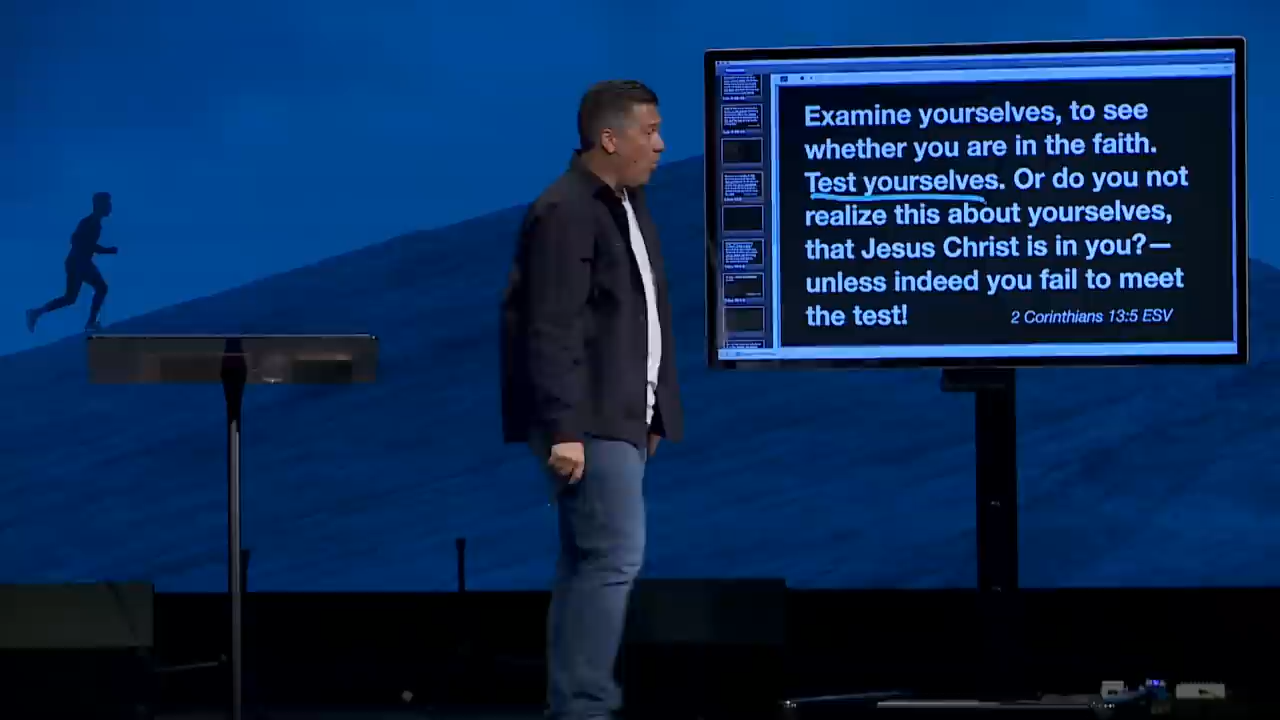 Examine yourselves, to see
whether you are in the faith.
Test yourselves. Or do you not
realize this about yourselves,
that Jesus Christ is in you?—
unless indeed you fail to meet
the test!
2 Corinthians 13:5 ESV